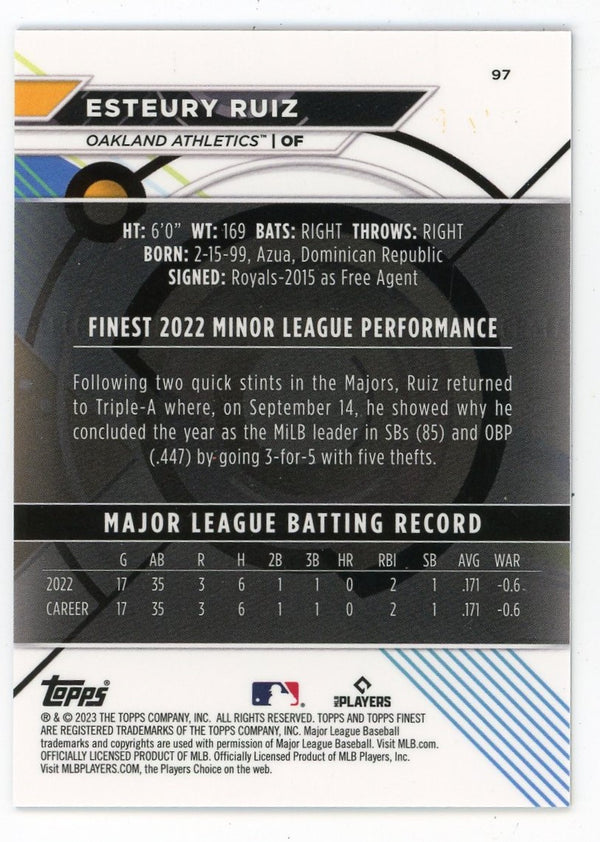 97
ESTEURY RUIZ
OAKLAND ATHLETICS™ | OF
HT: 6'0" WT: 169 BATS: RIGHT THROWS: RIGHT
BORN: 2-15-99, Azua, Dominican Republic
SIGNED: Royals-2015 as Free Agent
FINEST 2022 MINOR LEAGUE PERFORMANCE
Following two quick stints in the Majors, Ruiz returned
to Triple-A where, on September 14, he showed why he
concluded the year as the MiLB leader in SBs (85) and OBP
(.447) by going 3-for-5 with five thefts.
MAJOR LEAGUE BATTING RECORD
G AB R H 2B 3B HR RBI SB AVG WAR
2022 17 35 3 6 1 1 0 2 1 .171 -0.6
CAREER 17 35 3 6 1 1 0 2 1 .171 -0.6
Topps®
MLB PLAYERS
® & © 2023 THE TOPPS COMPANY, INC. ALL RIGHTS RESERVED. TOPPS AND TOPPS FINEST
ARE REGISTERED TRADEMARKS OF THE TOPPS COMPANY, INC. Major League Baseball
trademarks and copyrights are used with permission of Major League Baseball. Visit MLB.com.
OFFICIALLY LICENSED PRODUCT OF MLB. Officially Licensed Product of MLB Players, Inc.
Visit MLBPLAYERS.COM, the Players Choice on the web.